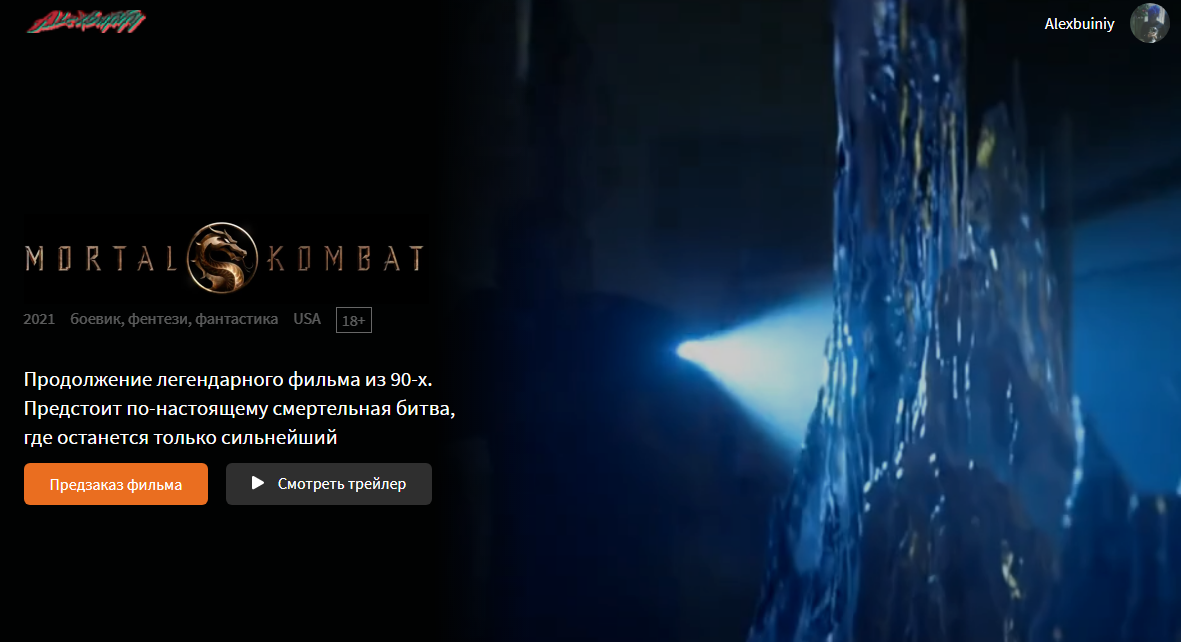 Alexbuiniy
MORTAL KOMBAT
2021 боевик, фентези, фантастика USA 18+
Продолжение легендарного фильма из 90-х.
Предстоит по-настоящему смертельная битва,
где останется только сильнейший
Предзаказ фильма Смотреть трейлер